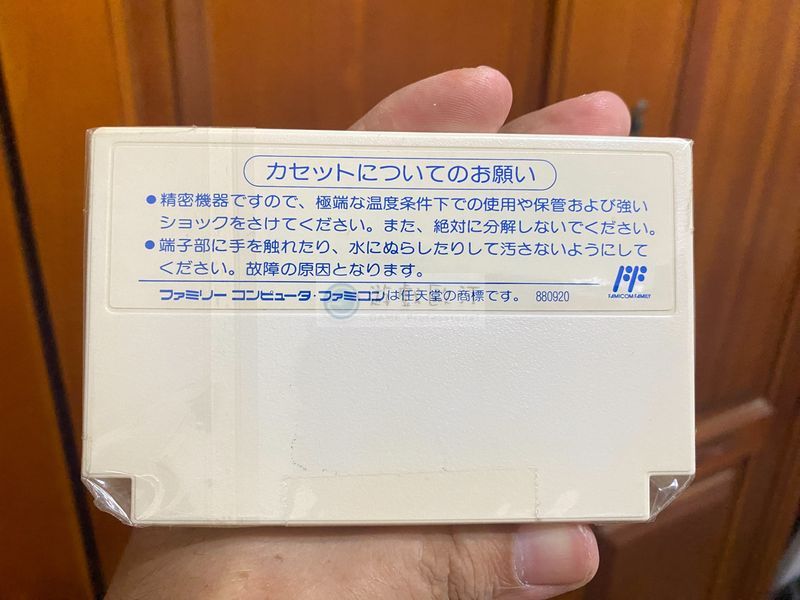 カセットについてのお願い
●精密機器ですので、極端な温度条件下での使用や保管および強い
ショックをさけてください。また、絶対に分解しないでください。
●端子部に手を触れたり、水にぬらしたりして汚さないようにして
ください。故障の原因となります。
FAMICOM FAMILY
ファミリー コンピュータ・ファミコンは任天堂の商標です。 880920